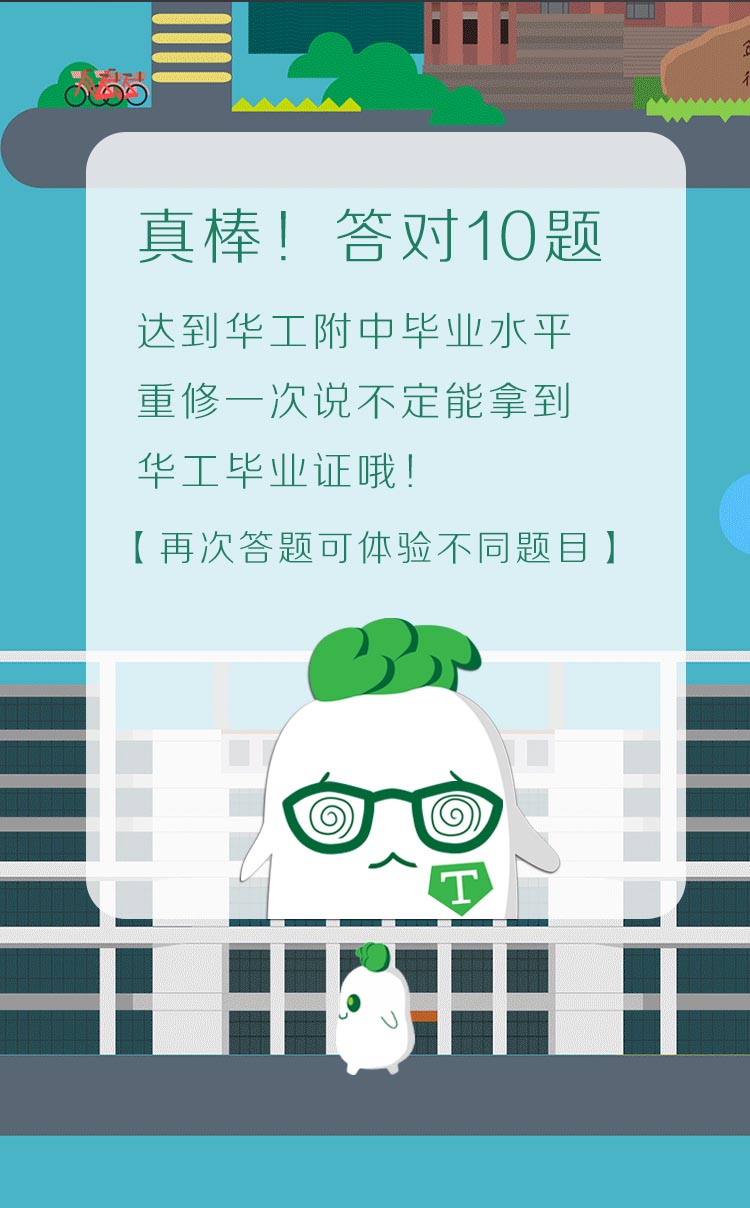 真棒！答对10题
达到华工附中毕业水平
重修一次说不定能拿到
华工毕业证哦！
【再次答题可体验不同题目】
T